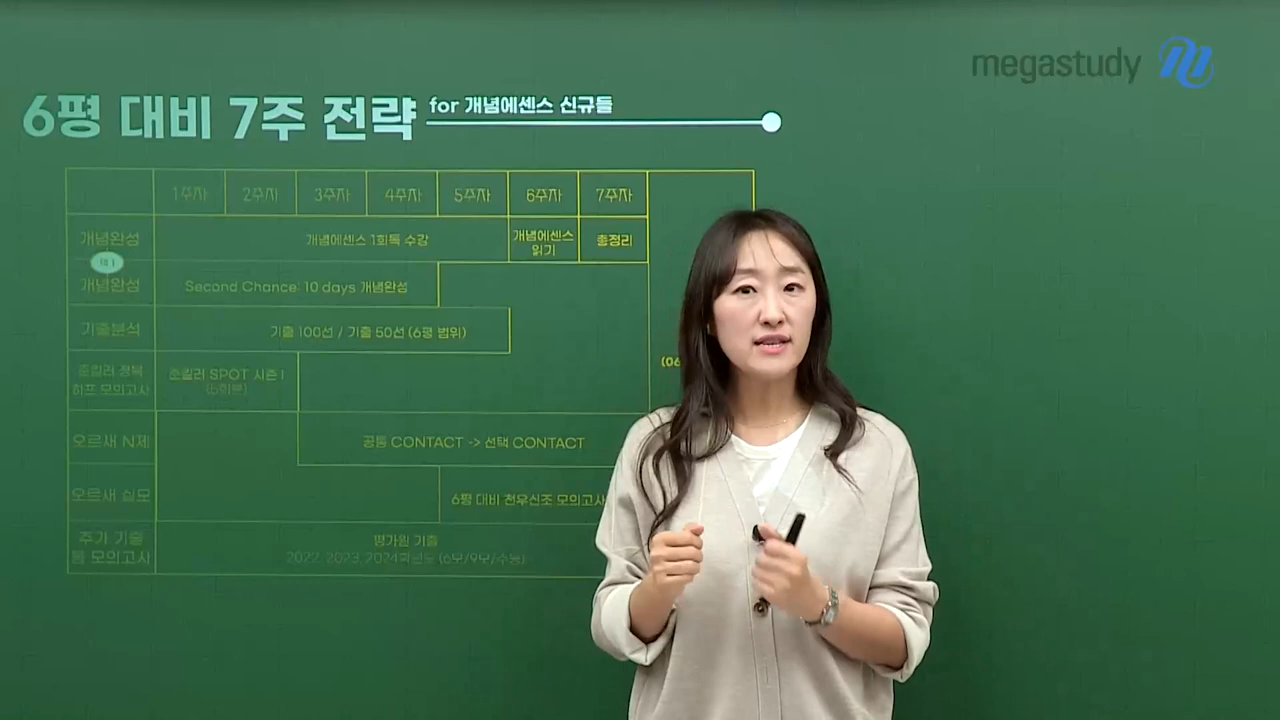 megastudy
6평 대비 7주 전략 for 개념에센스 신규들
1주차 2주차 3주차 4주차 5주차 6주차 7주차
개념완성 개념에센스 1회독 수강 개념에센스 읽기 총정리
택 1
개념완성 Second Chance: 10 days 개념완성
기출분석 기출 100선 / 기출 50선 (6평 범위)
준킬러 정복
하프 모의고사
준킬러 SPOT 시즌 I
(5회분)
(06
오르새 N제 공통 CONTACT -> 선택 CONTACT
오르새 실모 6평 대비 천우신조 모의고사
주가 기출
틈 모의고사
평가원 기출
2022, 2023, 2024학년도 (6모/9모/수능)